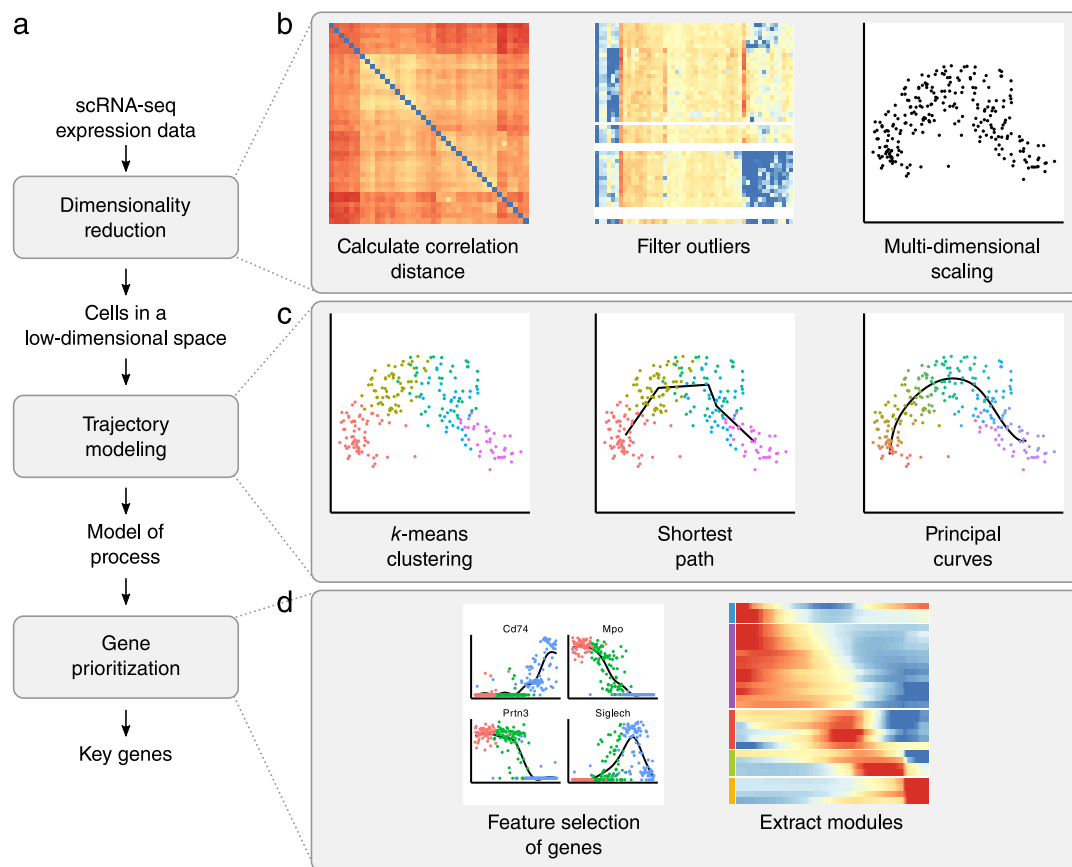 a
scRNA-seq
expression data
Dimensionality
reduction
Cells in a
low-dimensional space
Trajectory
modeling
Model of
process
Gene
prioritization
Key genes
b
Calculate correlation
distance
Filter outliers
Multi-dimensional
scaling
c
k-means
clustering
Shortest
path
Principal
curves
d
Cd74
Mpo
Prtn3
Siglech
Feature selection
of genes
Extract modules